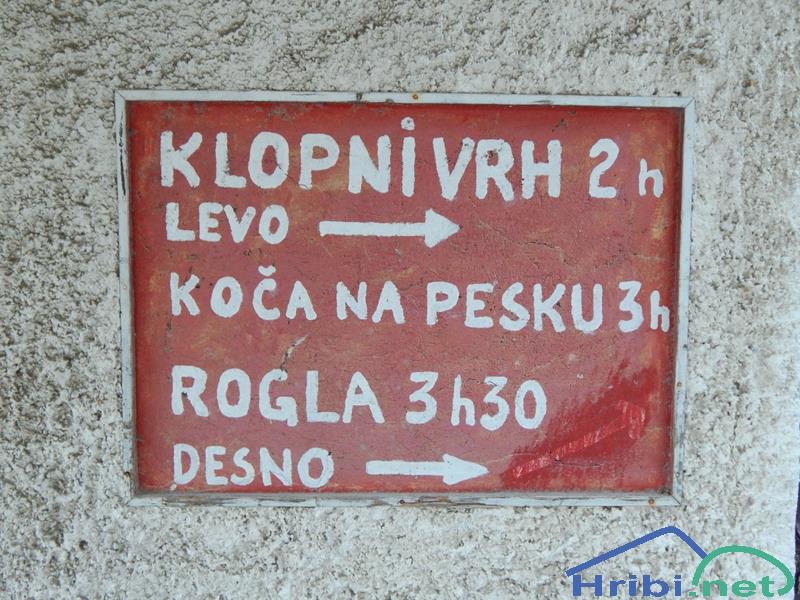 KLOPNI VRH 2h
LEVO
KOČA NA PESKU 3h
ROGLA 3h30
DESNO
Hribi.net